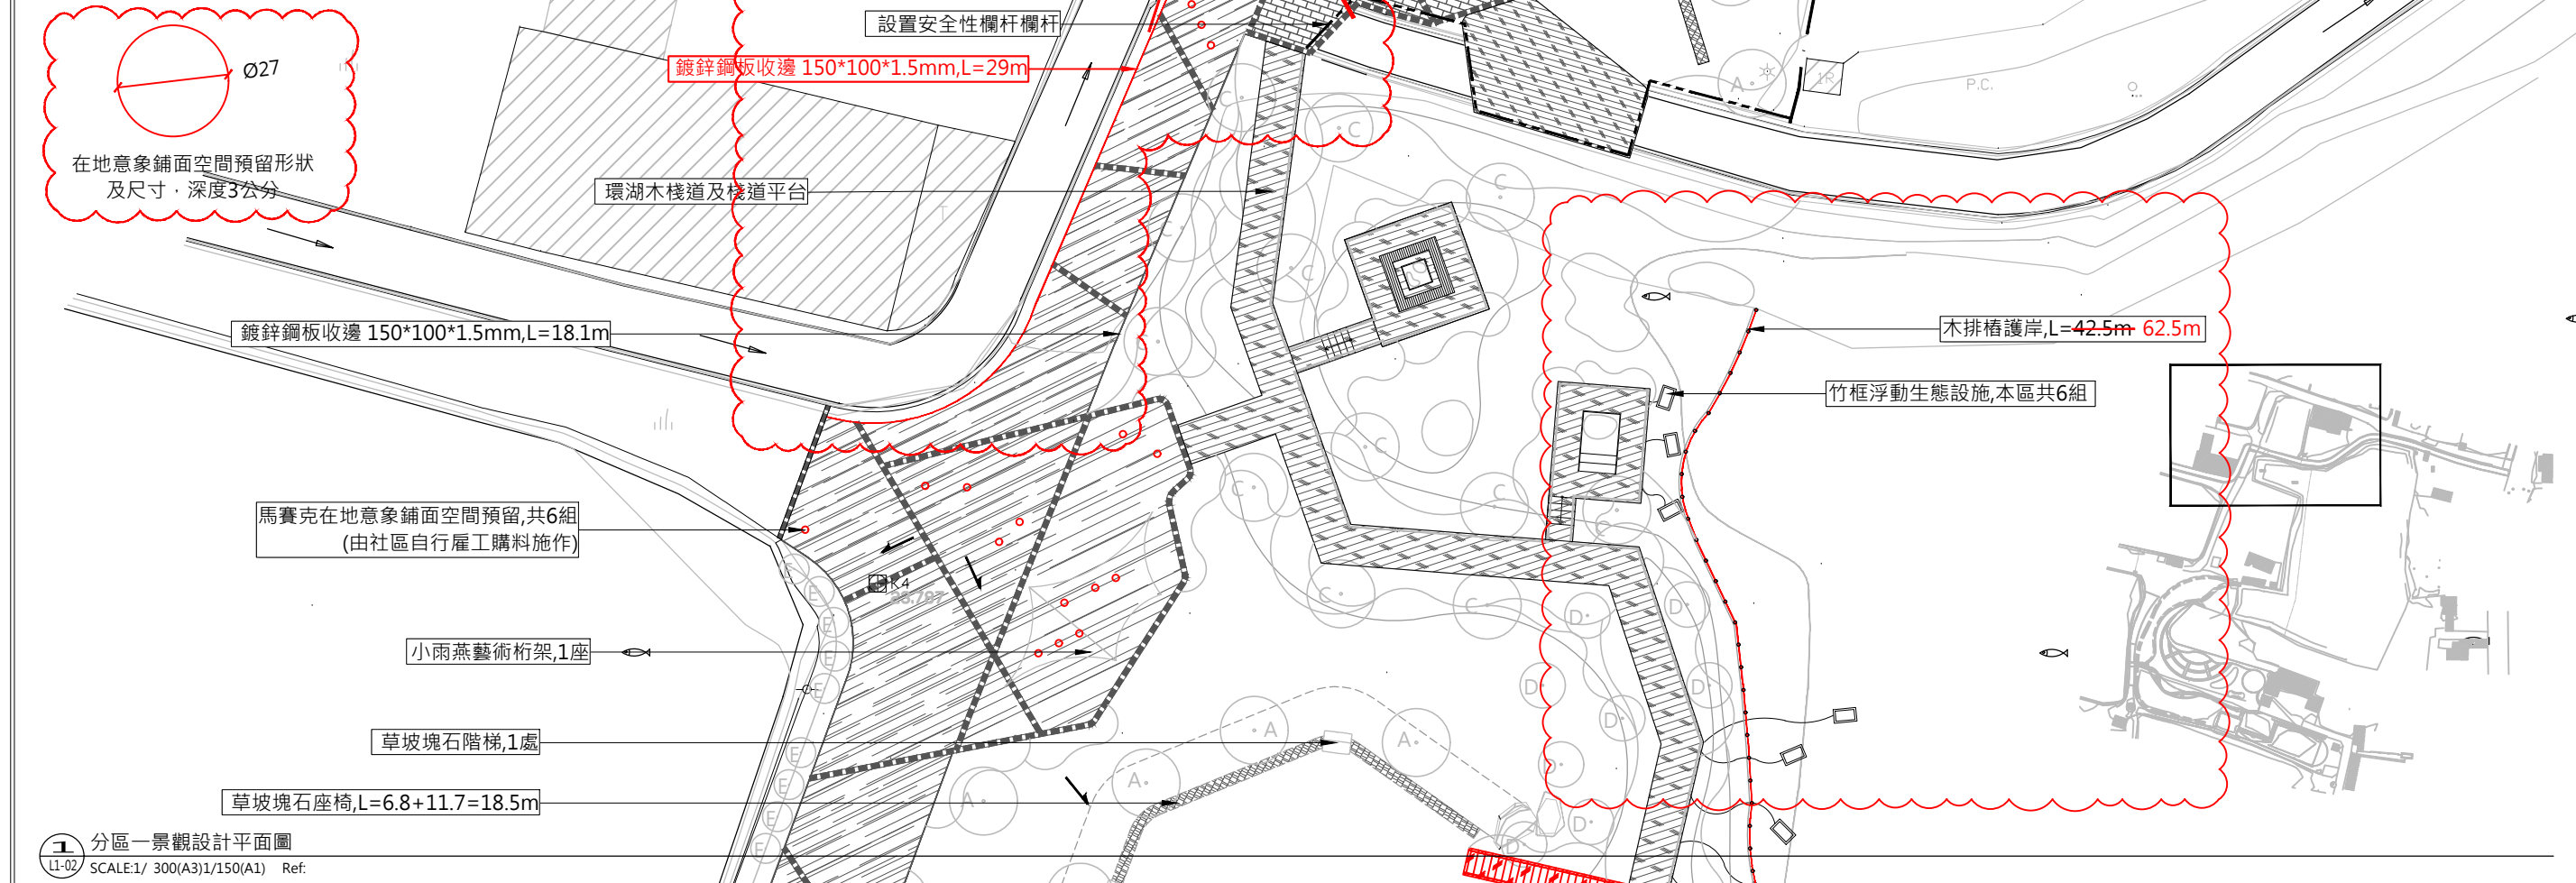 設置安全性欄杆欄杆
鍍鋅鋼板收邊 150*100*1.5mm,L=29m
Ø27
在地意象鋪面空間預留形狀
及尺寸，深度3公分
環湖木棧道及棧道平台
鍍鋅鋼板收邊 150*100*1.5mm,L=18.1m
木排樁護岸,L=42.5m 62.5m
竹框浮動生態設施,本區共6組
馬賽克在地意象鋪面空間預留,共6組
(由社區自行雇工購料施作)
小雨燕藝術桁架,1座
草坡塊石階梯,1處
草坡塊石座椅,L=6.8+11.7=18.5m
K4
P.C.
1R
T
A
C
C
C
C
C
C
C
C
C
C
C
C
D
D
D
D
D
D
D
D
A
A
A
A
E
E
E
E
E
E
E
E
E
1
L1-02
分區一景觀設計平面圖
SCALE:1/ 300(A3)1/150(A1) Ref: